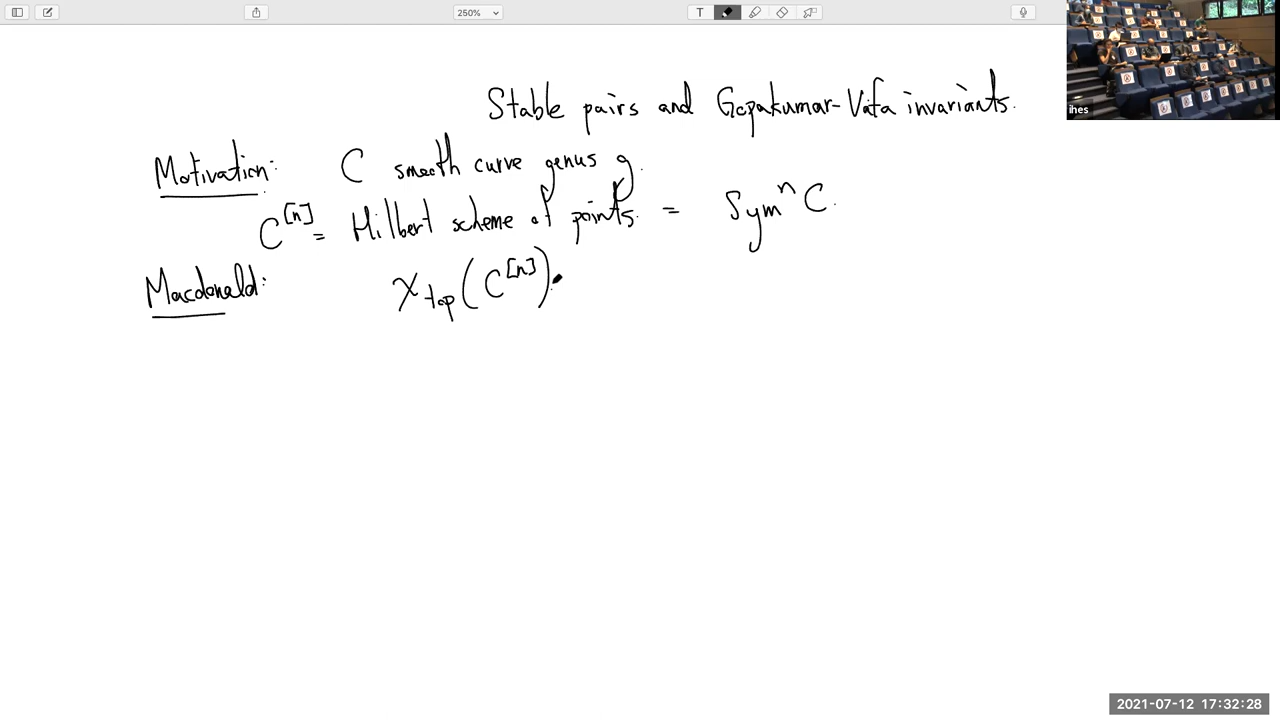 250%
T
ihes
Stable pairs and Gopakumar-Vafa invariants.
Motivation: C smooth curve genus g.
C^[n] = Hilbert scheme of points. = Sym^n C.
Macdonald: χ_top(C^[n])
2021-07-12 17:32:28